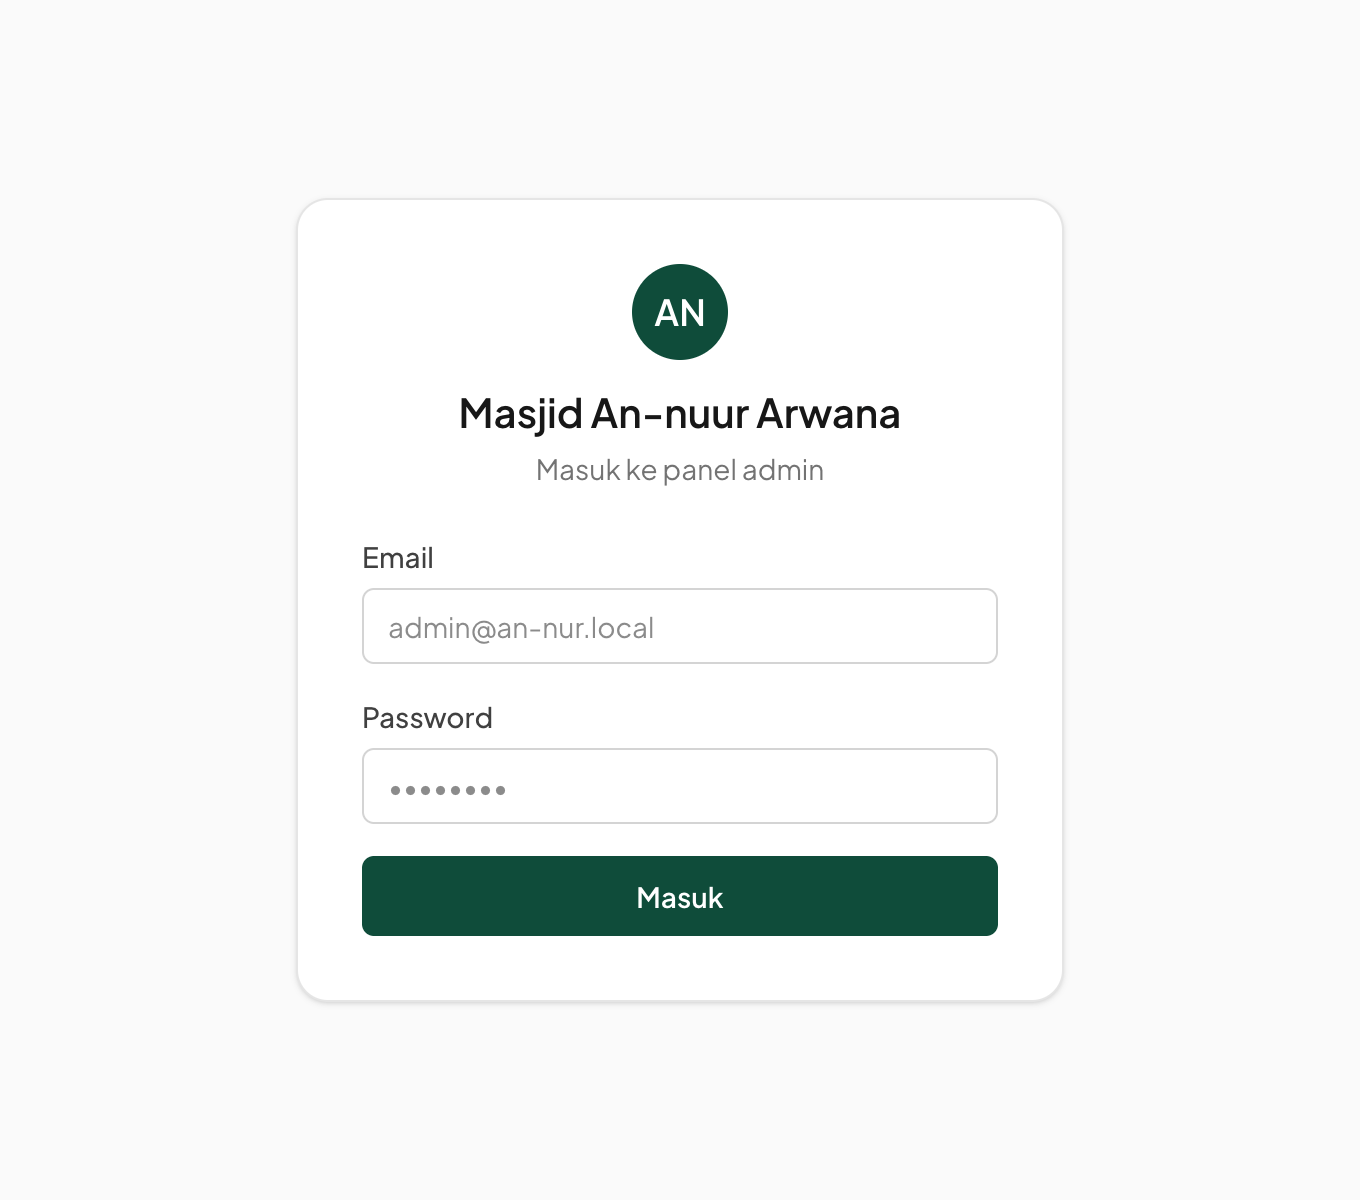 AN
Masjid An-nuur Arwana
Masuk ke panel admin
Email
admin@an-nur.local
Password
••••••••
Masuk